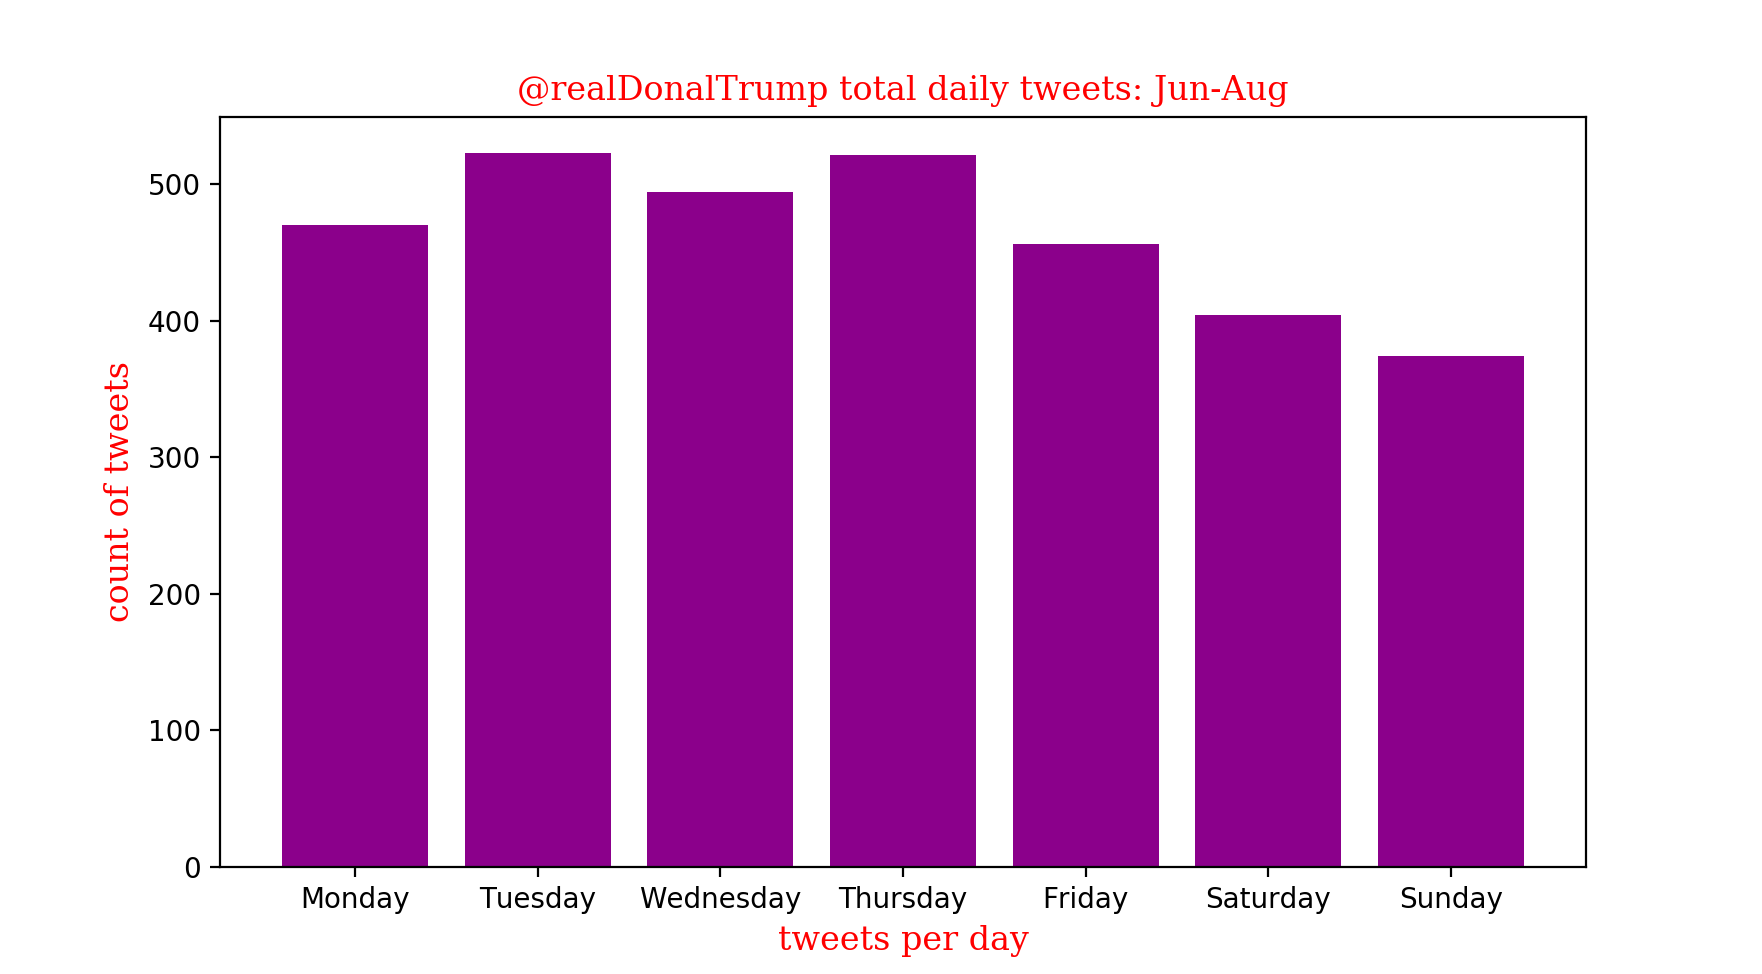 @realDonalTrump total daily tweets: Jun-Aug
count of tweets
500
400
300
200
100
0
Monday Tuesday Wednesday Thursday Friday Saturday Sunday
tweets per day